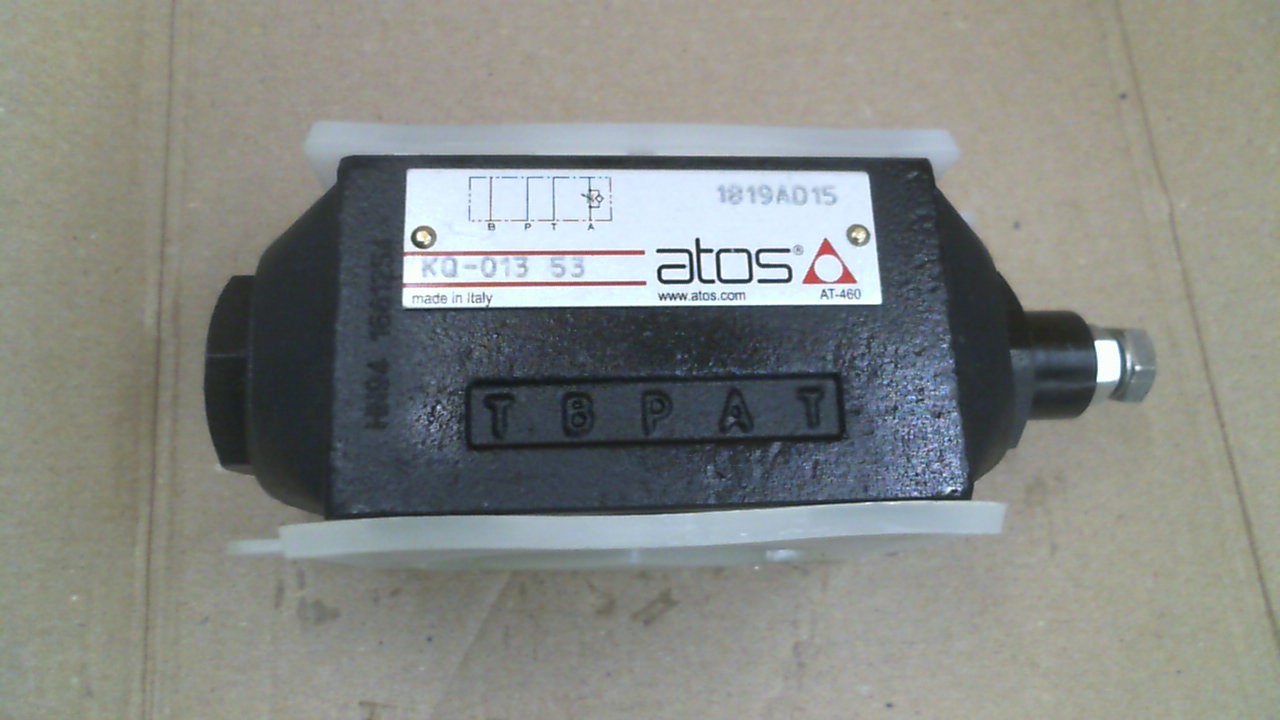 1819AD15
B P T A
KQ-013 53
atos®
made in Italy
www.atos.com
AT-460
T B P A T